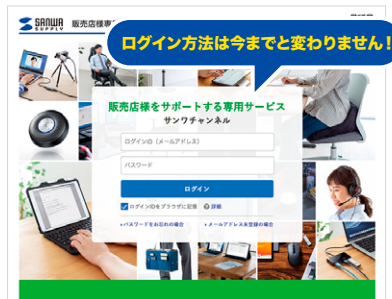 SANWA SUPPLY
販売店様専
ログイン方法は今までと変わりません!
販売店様をサポートする専用サービス
サンワチャンネル
ログインID(メールアドレス)
パスワード
ログイン
ログインIDをブラウザに記憶 ? 詳細
パスワードをお忘れの場合 メールアドレス未登録の場合